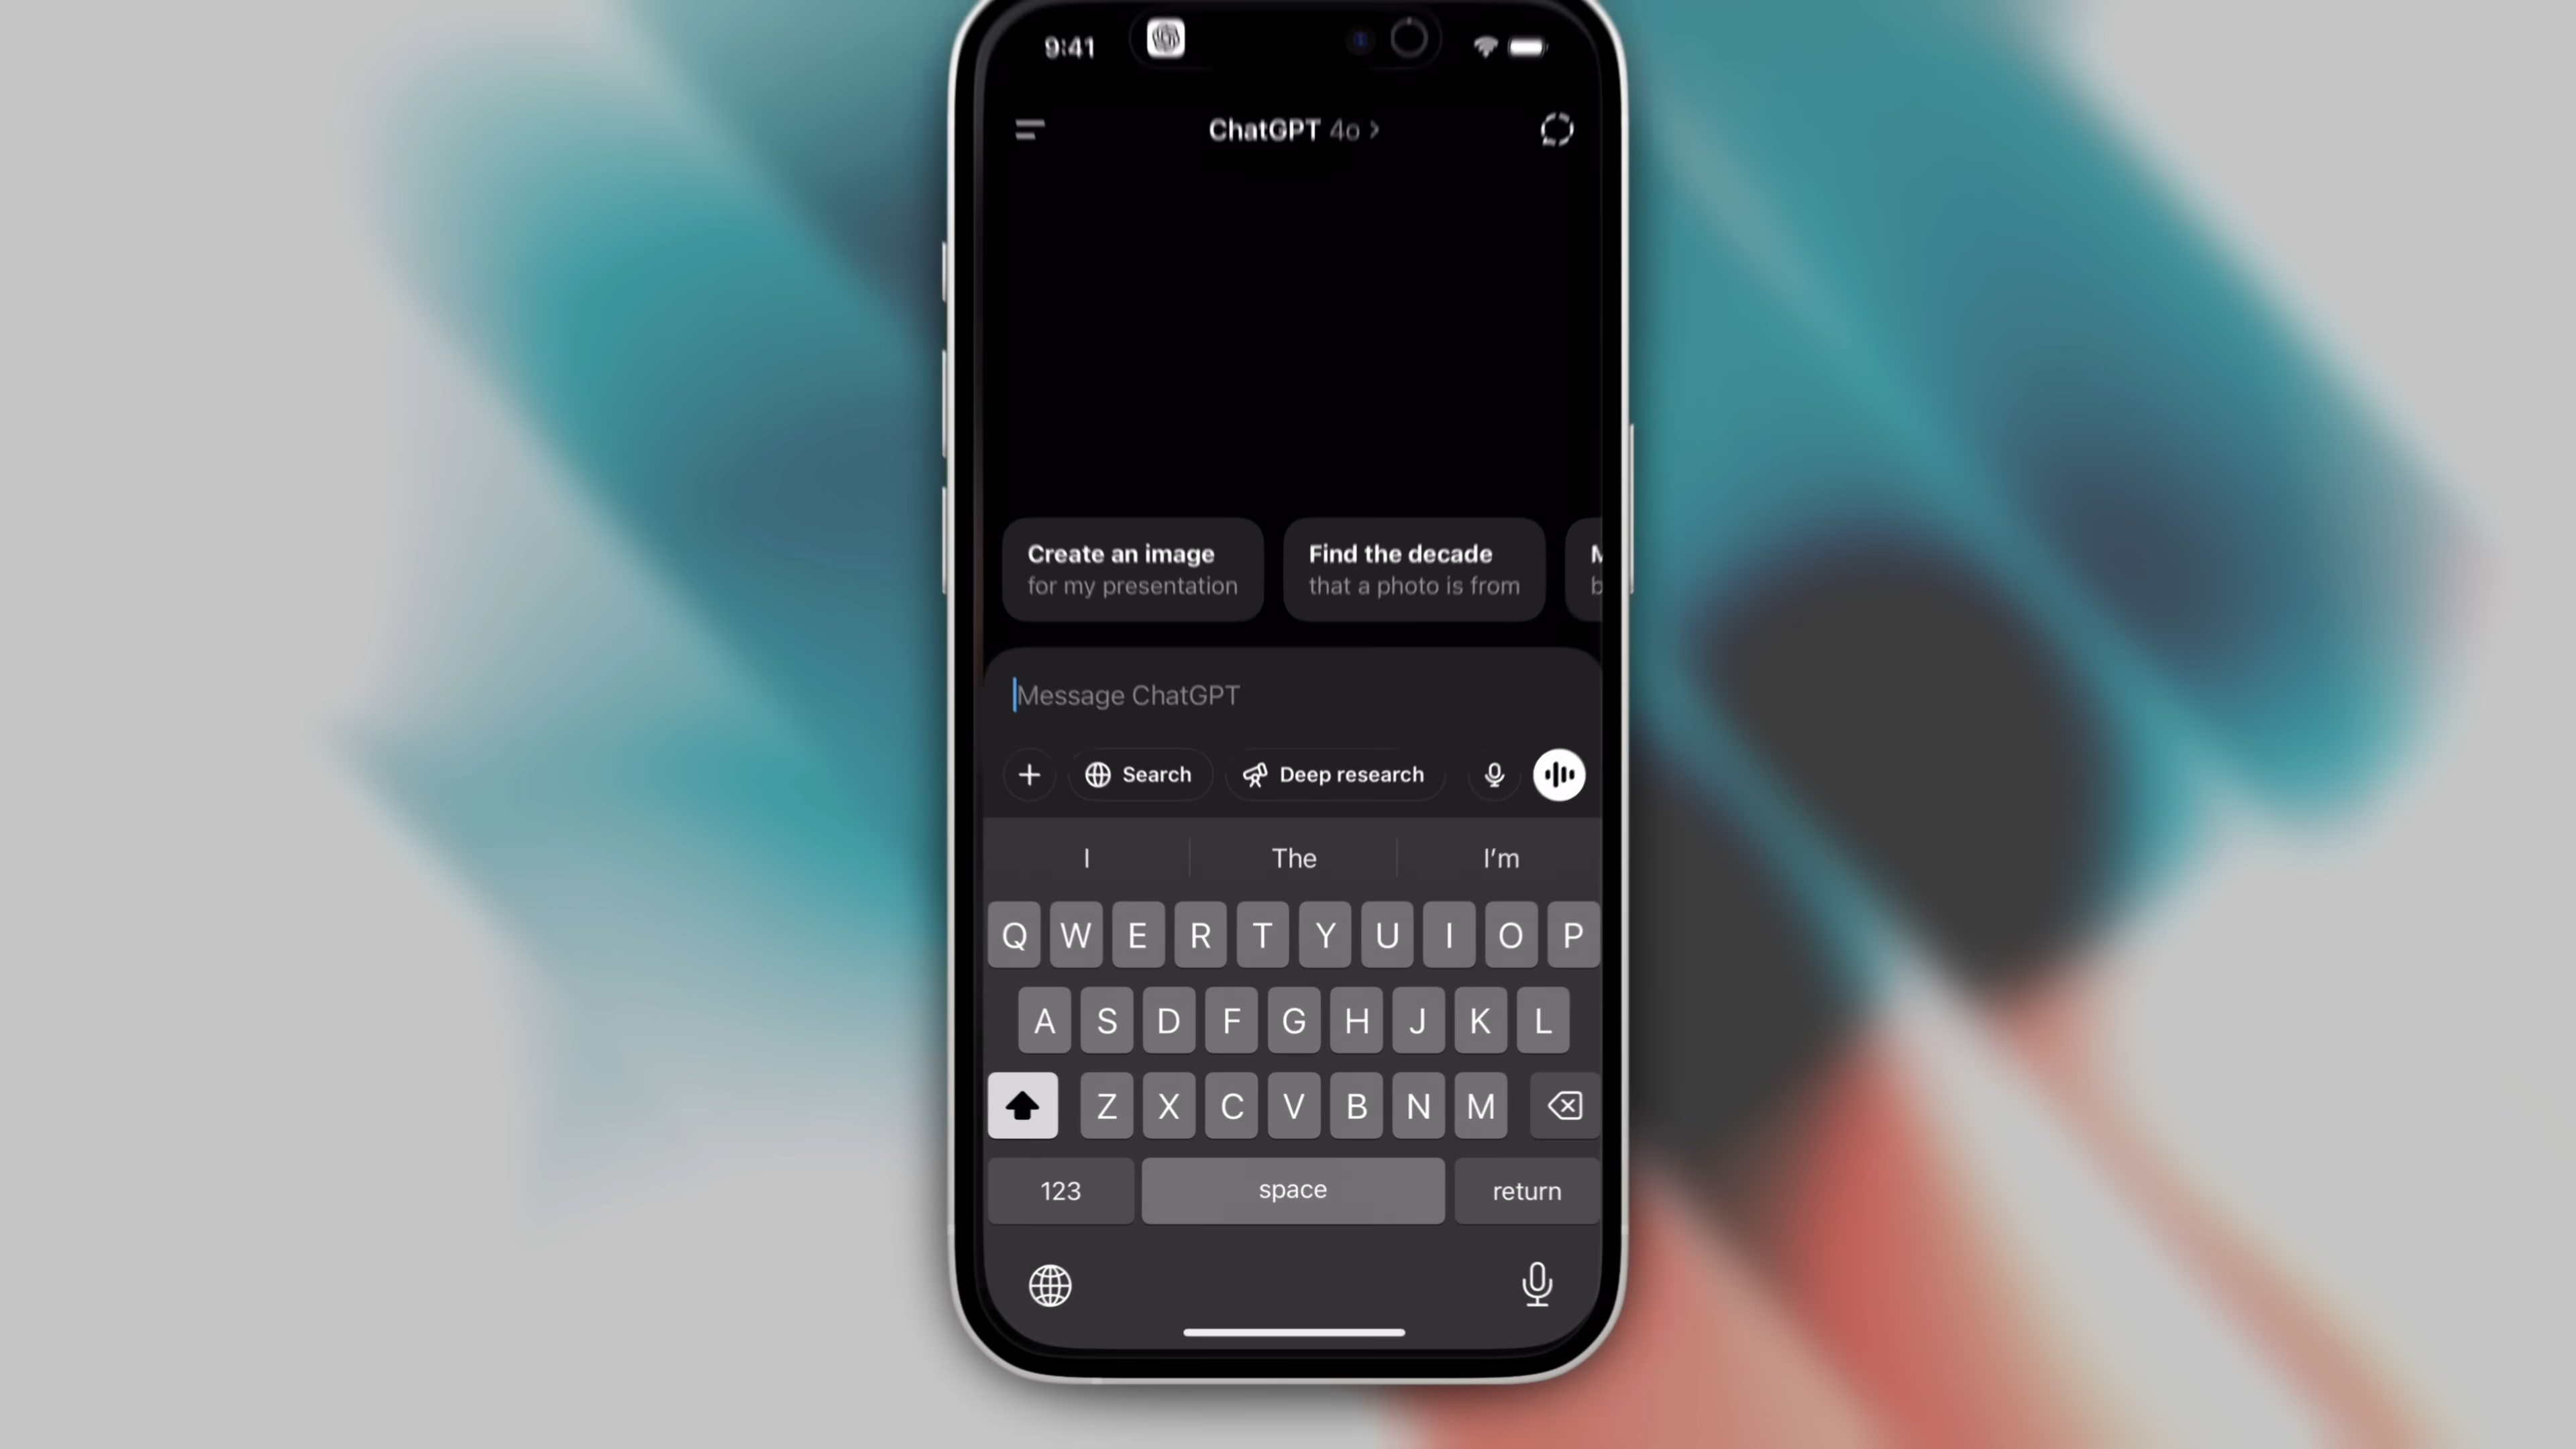 9:41
ChatGPT 4o >
Create an image
for my presentation
Find the decade
that a photo is from
Message ChatGPT
Search
Deep research
I
The
I'm
Q W E R T Y U I O P
A S D F G H J K L
Z X C V B N M
123
space
return